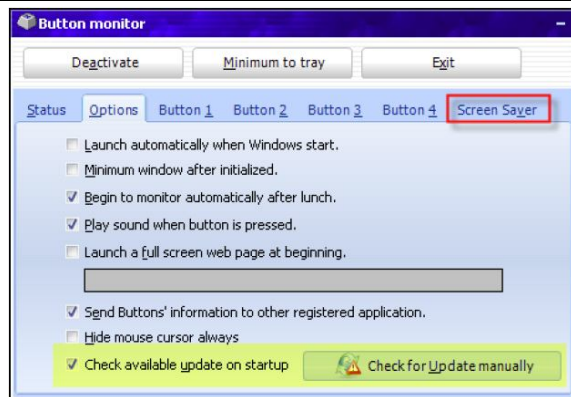 Button monitor
Deactivate Minimum to tray Exit
Status Options Button 1 Button 2 Button 3 Button 4 Screen Saver
Launch automatically when Windows start.
Minimum window after initialized.
Begin to monitor automatically after lunch.
Play sound when button is pressed.
Launch a full screen web page at beginning.
Send Buttons' information to other registered application.
Hide mouse cursor always
Check available update on startup Check for Update manually